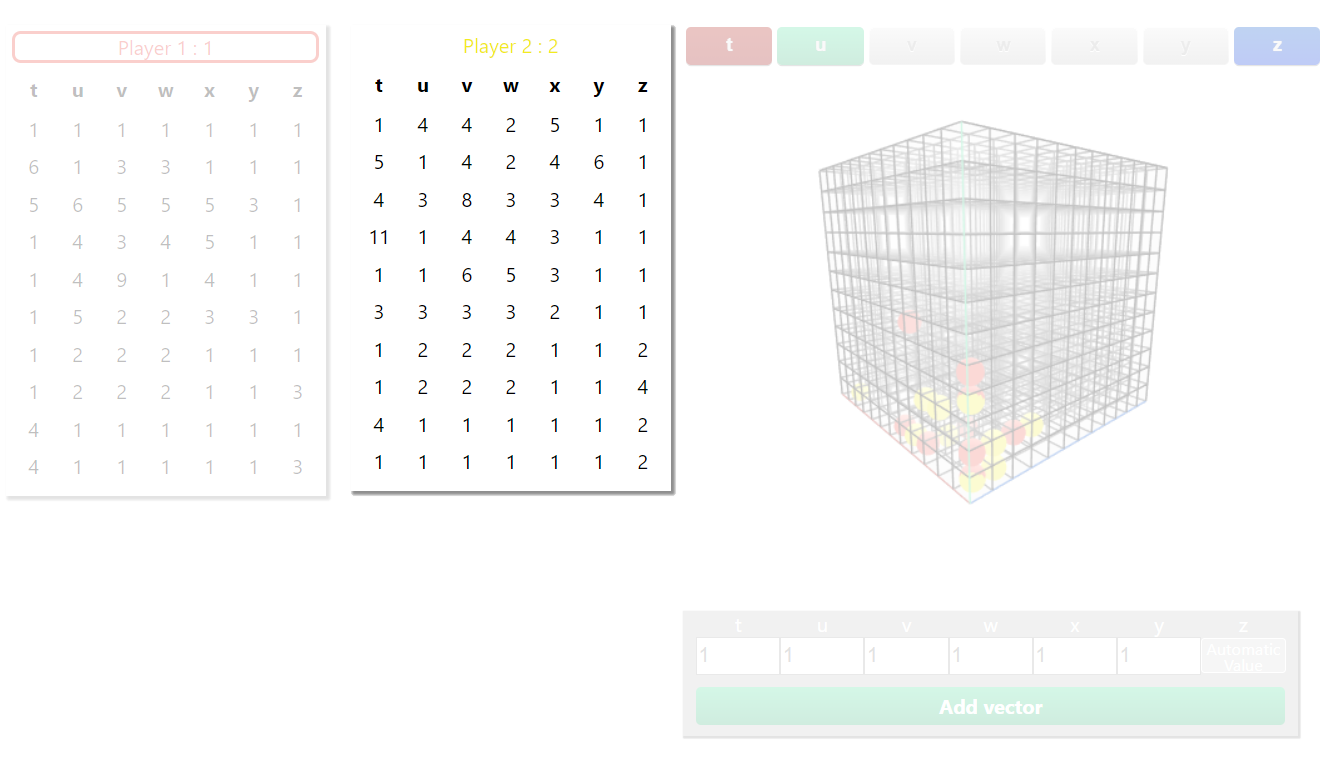 Player 1 : 1
t u v w x y z
1 1 1 1 1 1 1
6 1 3 3 1 1 1
5 6 5 5 5 3 1
1 4 3 4 5 1 1
1 4 9 1 4 1 1
1 5 2 2 3 3 1
1 2 2 2 1 1 1
1 2 2 2 1 1 3
4 1 1 1 1 1 1
4 1 1 1 1 1 3
Player 2 : 2
t u v w x y z
1 4 4 2 5 1 1
5 1 4 2 4 6 1
4 3 8 3 3 4 1
11 1 4 4 3 1 1
1 1 6 5 3 1 1
3 3 3 3 2 1 1
1 2 2 2 1 1 2
1 2 2 2 1 1 4
4 1 1 1 1 1 2
1 1 1 1 1 1 2
t u v w x y z
t u v w x y z
1 1 1 1 1 1 Automatic
Value
Add vector